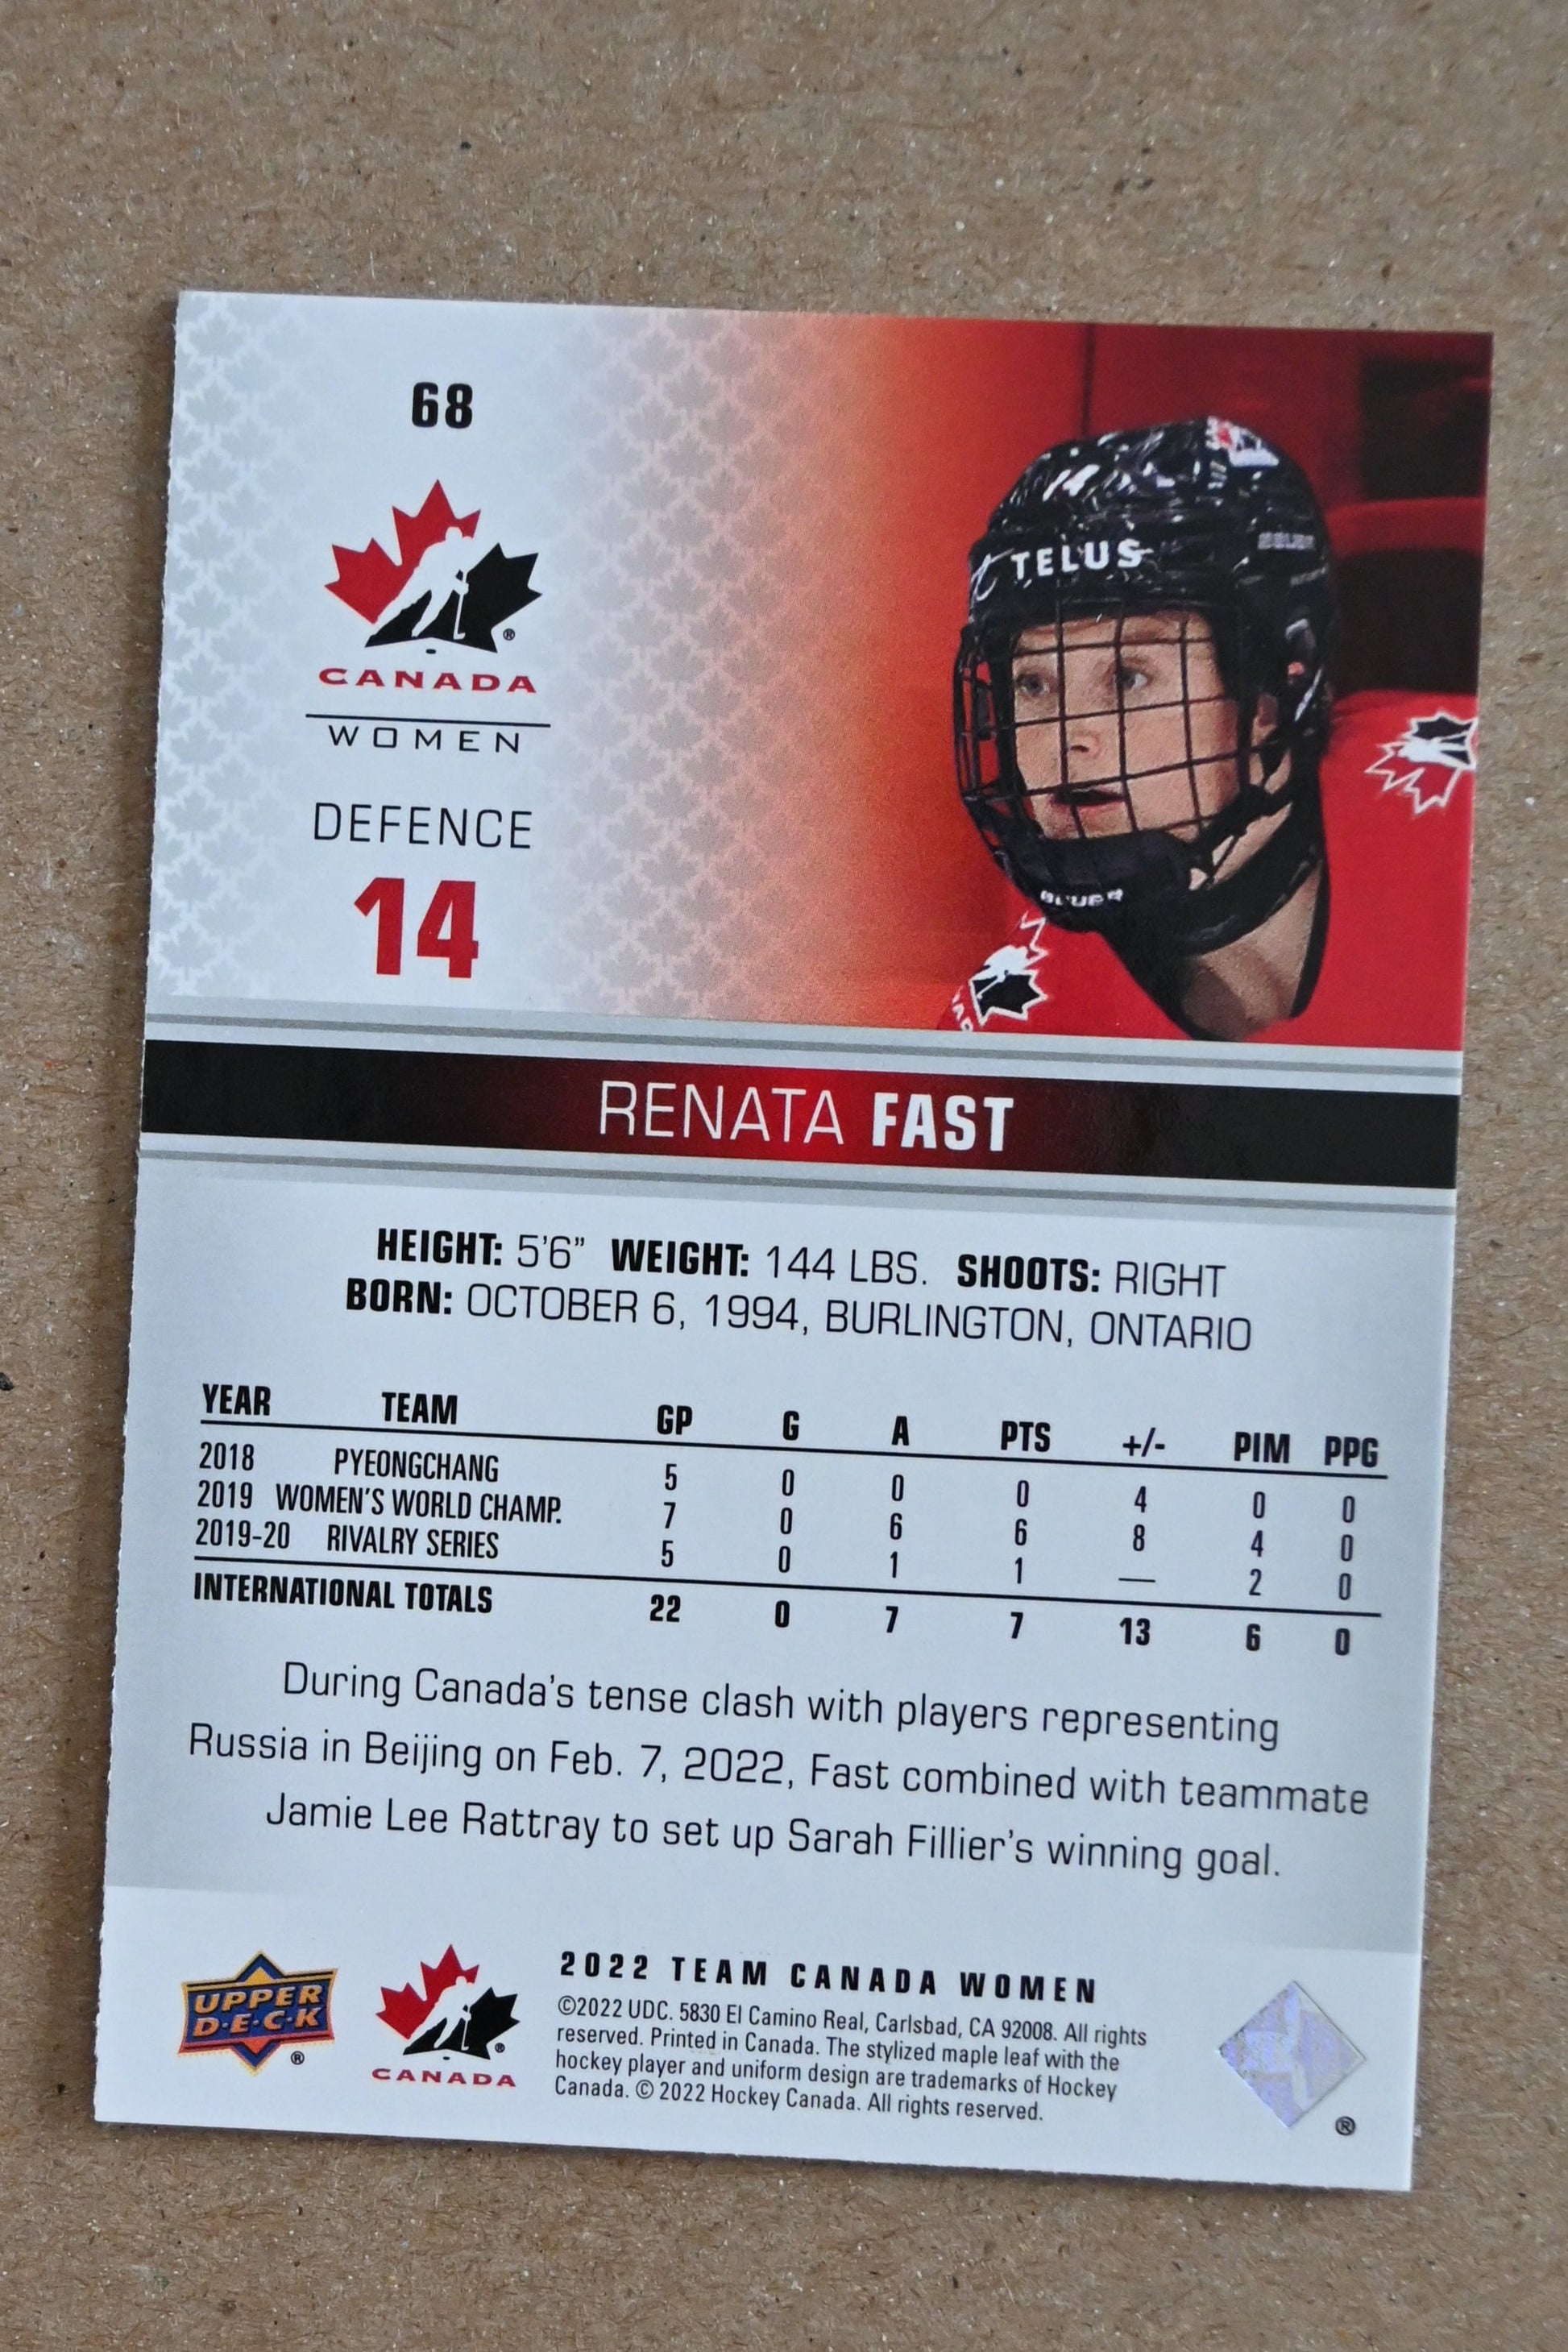 68
CANADA
WOMEN
DEFENCE
14
14
TELUS
BAUER
RENATA FAST
HEIGHT: 5'6” WEIGHT: 144 LBS. SHOOTS: RIGHT
BORN: OCTOBER 6, 1994, BURLINGTON, ONTARIO
YEAR TEAM GP G A PTS +/- PIM PPG
2018 PYEONGCHANG 5 0 0 0 4 0 0
2019 WOMEN'S WORLD CHAMP. 7 0 6 6 8 4 0
2019-20 RIVALRY SERIES 5 0 1 1 — 2 0
INTERNATIONAL TOTALS 22 0 7 7 13 6 0
During Canada's tense clash with players representing
Russia in Beijing on Feb. 7, 2022, Fast combined with teammate
Jamie Lee Rattray to set up Sarah Fillier's winning goal.
UPPER
D·E·C·K
®
CANADA
2022 TEAM CANADA WOMEN
©2022 UDC. 5830 El Camino Real, Carlsbad, CA 92008. All rights
reserved. Printed in Canada. The stylized maple leaf with the
hockey player and uniform design are trademarks of Hockey
Canada. © 2022 Hockey Canada. All rights reserved.
®